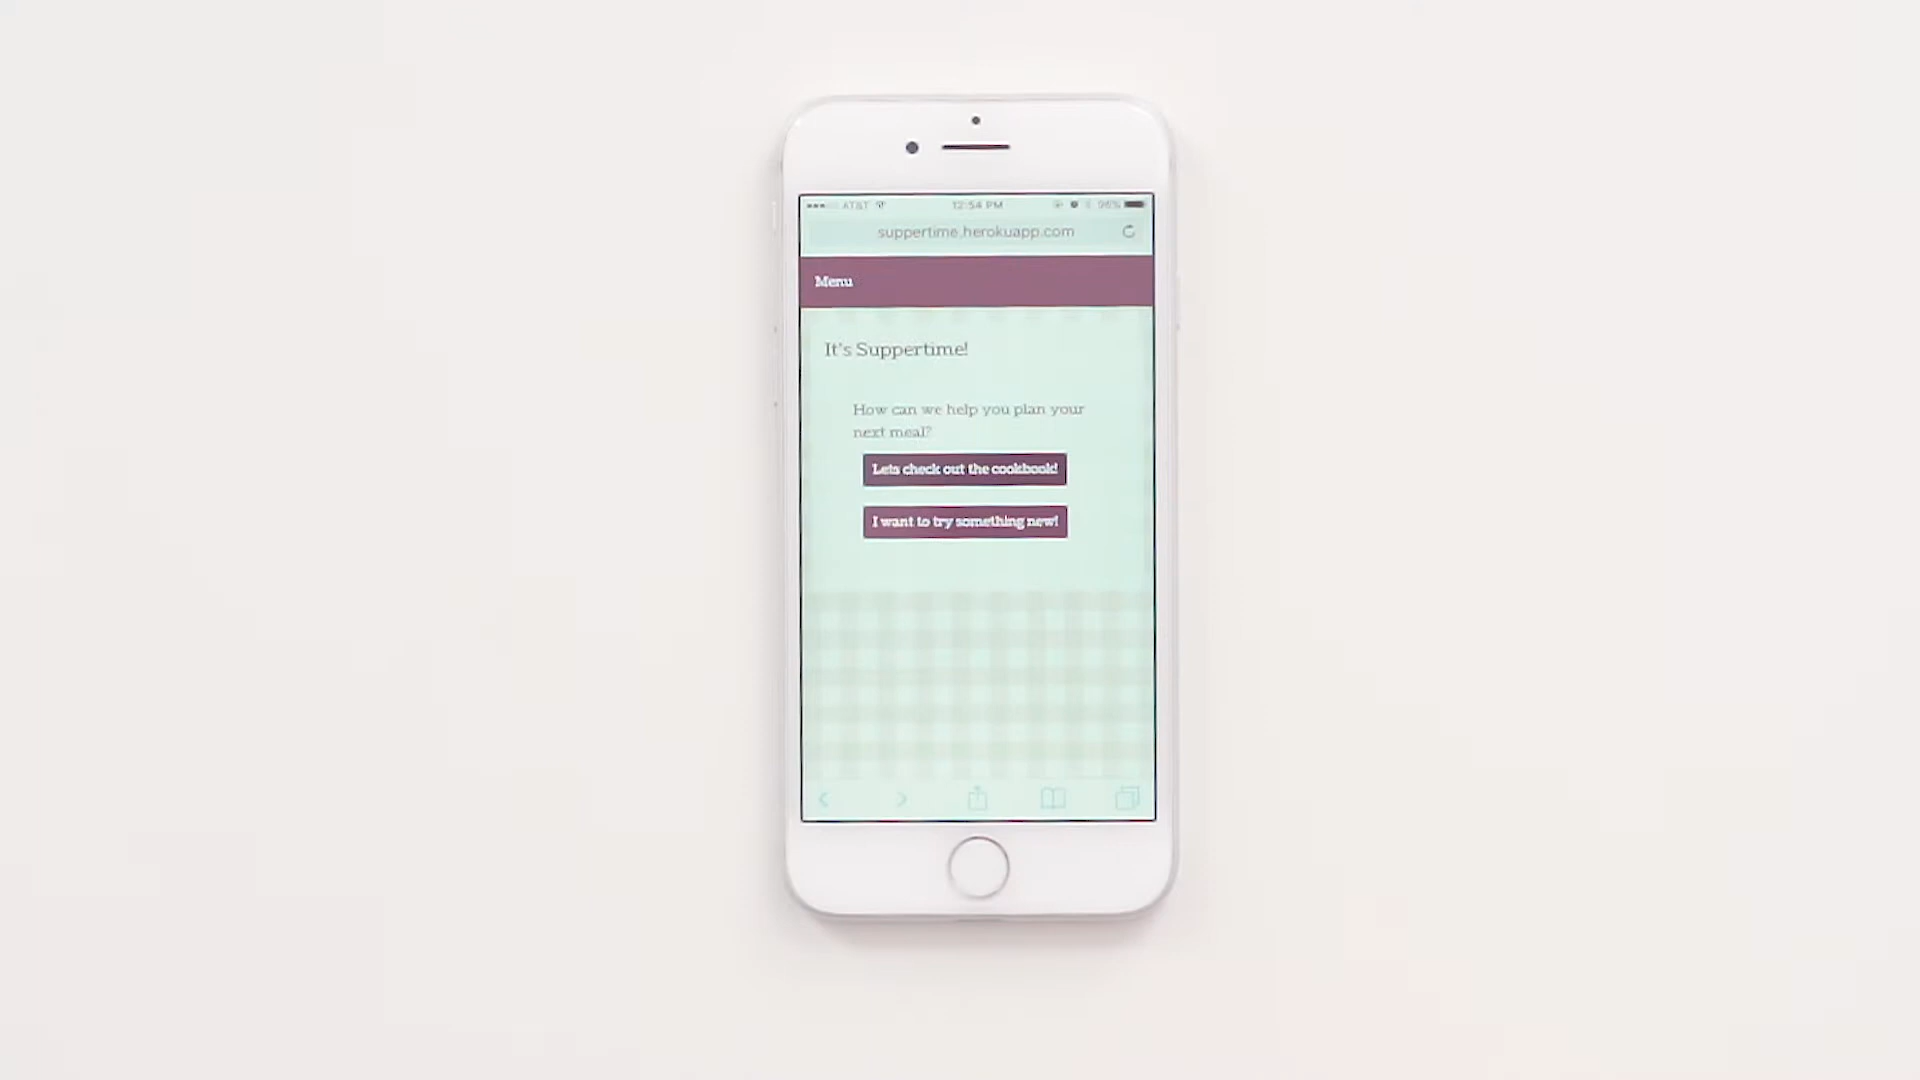 AT&T 12:54 PM 96%
suppertime.herokuapp.com
Menu
It's Suppertime!
How can we help you plan your
next meal?
Lets check out the cookbook!
I want to try something new!